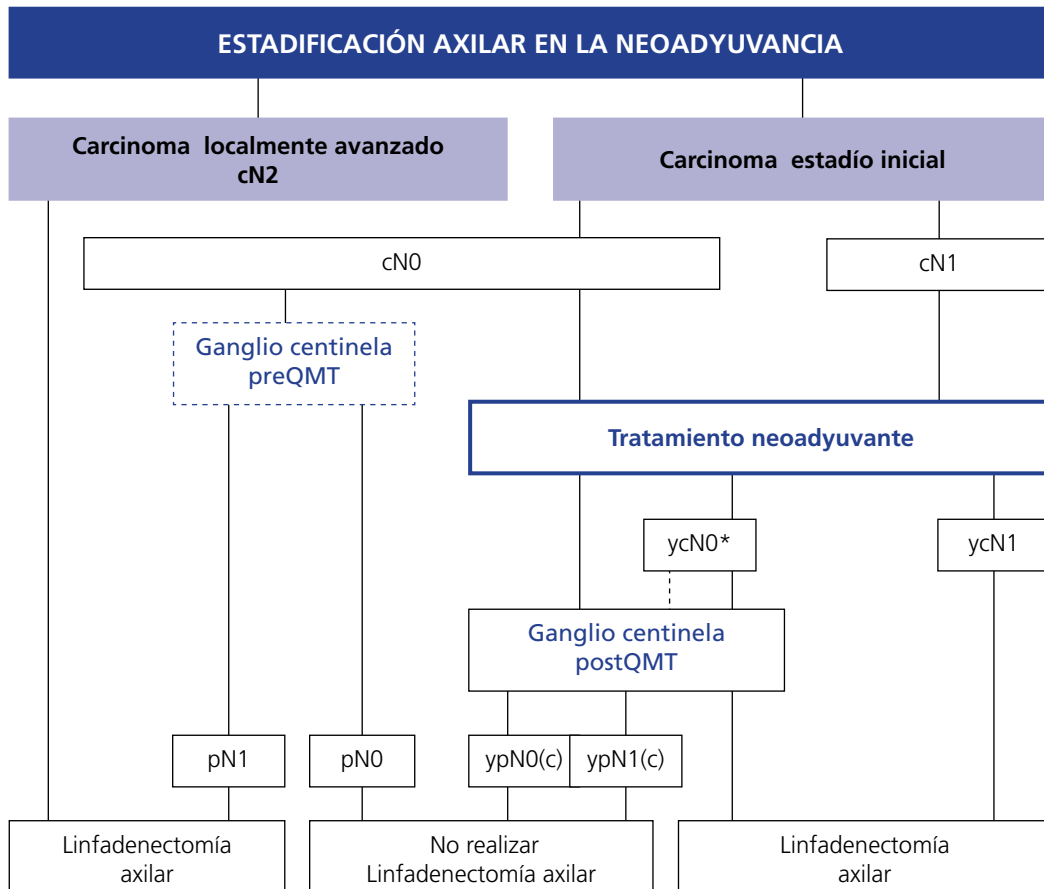 ESTADIFICACIÓN AXILAR EN LA NEOADYUVANCIA
Carcinoma localmente avanzado
cN2
Carcinoma estadío inicial
cN0
cN1
Ganglio centinela
preQMT
Tratamiento neoadyuvante
ycN0*
ycN1
Ganglio centinela
postQMT
pN1
pN0
ypN0(c)
ypN1(c)
Linfadenectomía
axilar
No realizar
Linfadenectomía axilar
Linfadenectomía
axilar